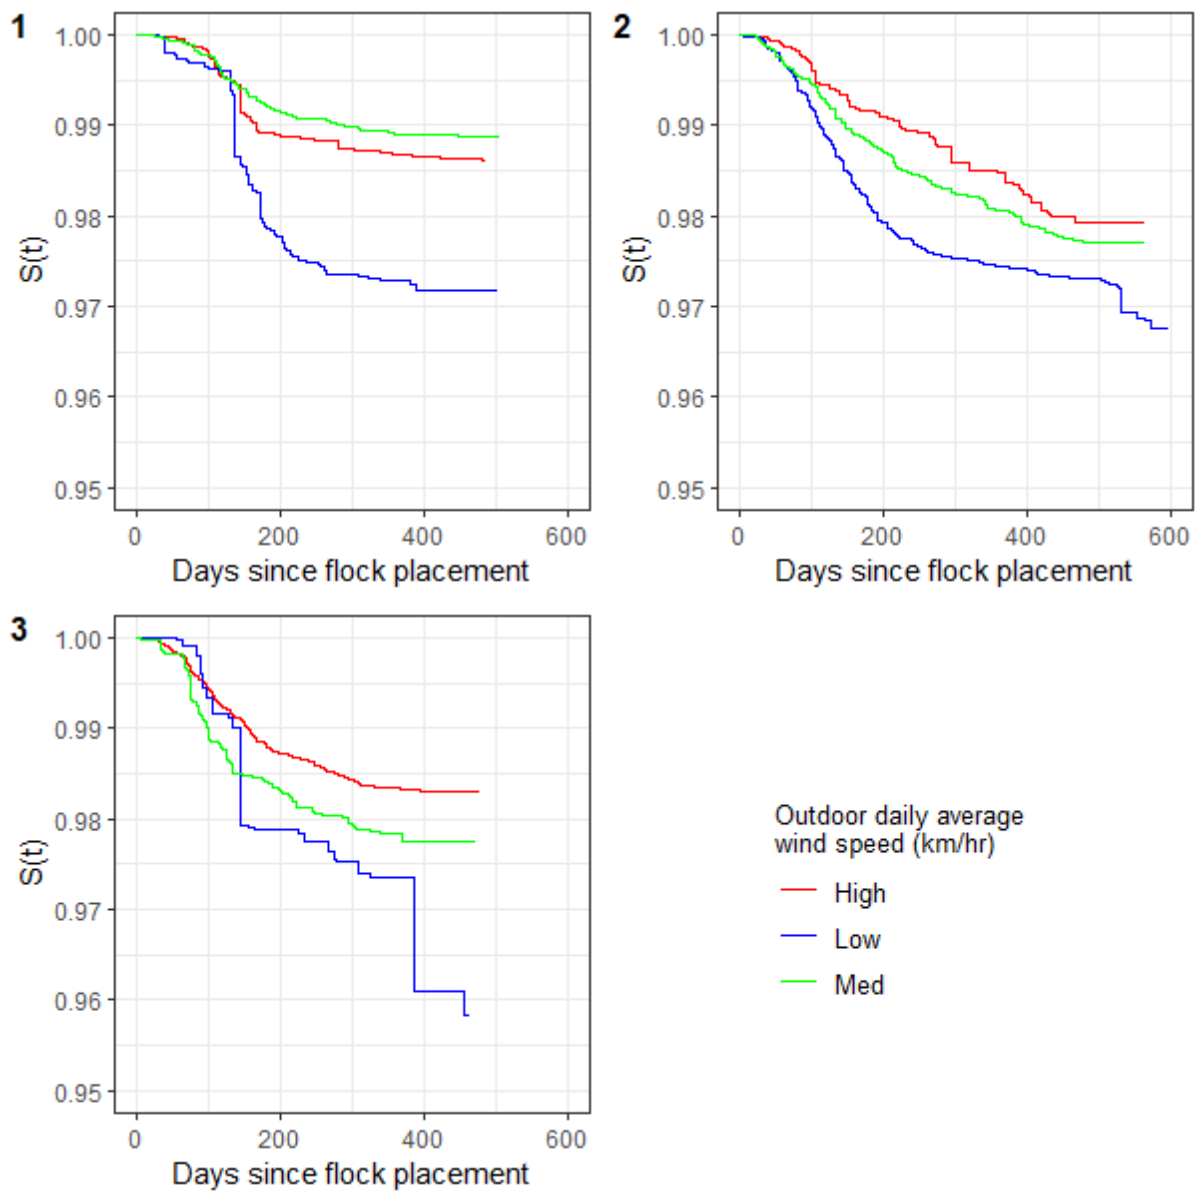 1
1.00
0.99
0.98
0.97
0.96
0.95
S(t)
0 200 400 600
Days since flock placement
2
1.00
0.99
0.98
0.97
0.96
0.95
S(t)
0 200 400 600
Days since flock placement
3
1.00
0.99
0.98
0.97
0.96
0.95
S(t)
0 200 400 600
Days since flock placement
Outdoor daily average
wind speed (km/hr)
High
Low
Med